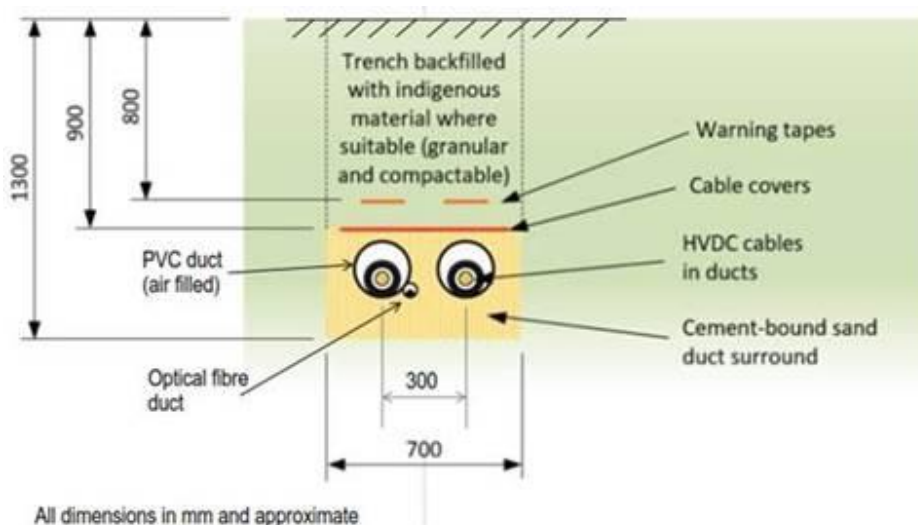 Trench backfilled
with indigenous
material where
suitable (granular
and compactable)
800
900
1300
Warning tapes
Cable covers
HVDC cables
in ducts
PVC duct
(air filled)
Cement-bound sand
duct surround
Optical fibre
duct
300
700
All dimensions in mm and approximate